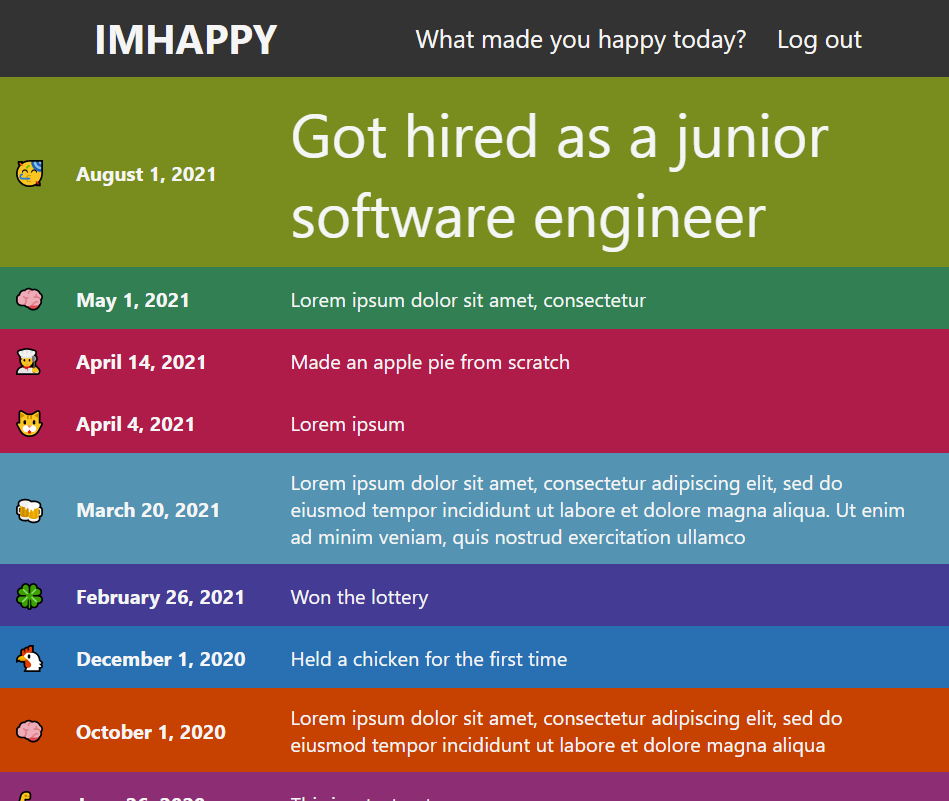 IMHAPPY
What made you happy today? Log out
August 1, 2021
Got hired as a junior
software engineer
May 1, 2021
Lorem ipsum dolor sit amet, consectetur
April 14, 2021
Made an apple pie from scratch
April 4, 2021
Lorem ipsum
March 20, 2021
Lorem ipsum dolor sit amet, consectetur adipiscing elit, sed do
eiusmod tempor incididunt ut labore et dolore magna aliqua. Ut enim
ad minim veniam, quis nostrud exercitation ullamco
February 26, 2021
Won the lottery
December 1, 2020
Held a chicken for the first time
October 1, 2020
Lorem ipsum dolor sit amet, consectetur adipiscing elit, sed do
eiusmod tempor incididunt ut labore et dolore magna aliqua